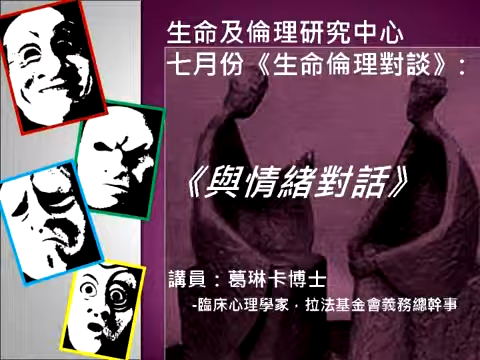 生命及倫理研究中心
七月份《生命倫理對談》:
《與情緒對話》
講員：葛琳卡博士
-臨床心理學家，拉法基金會義務總幹事